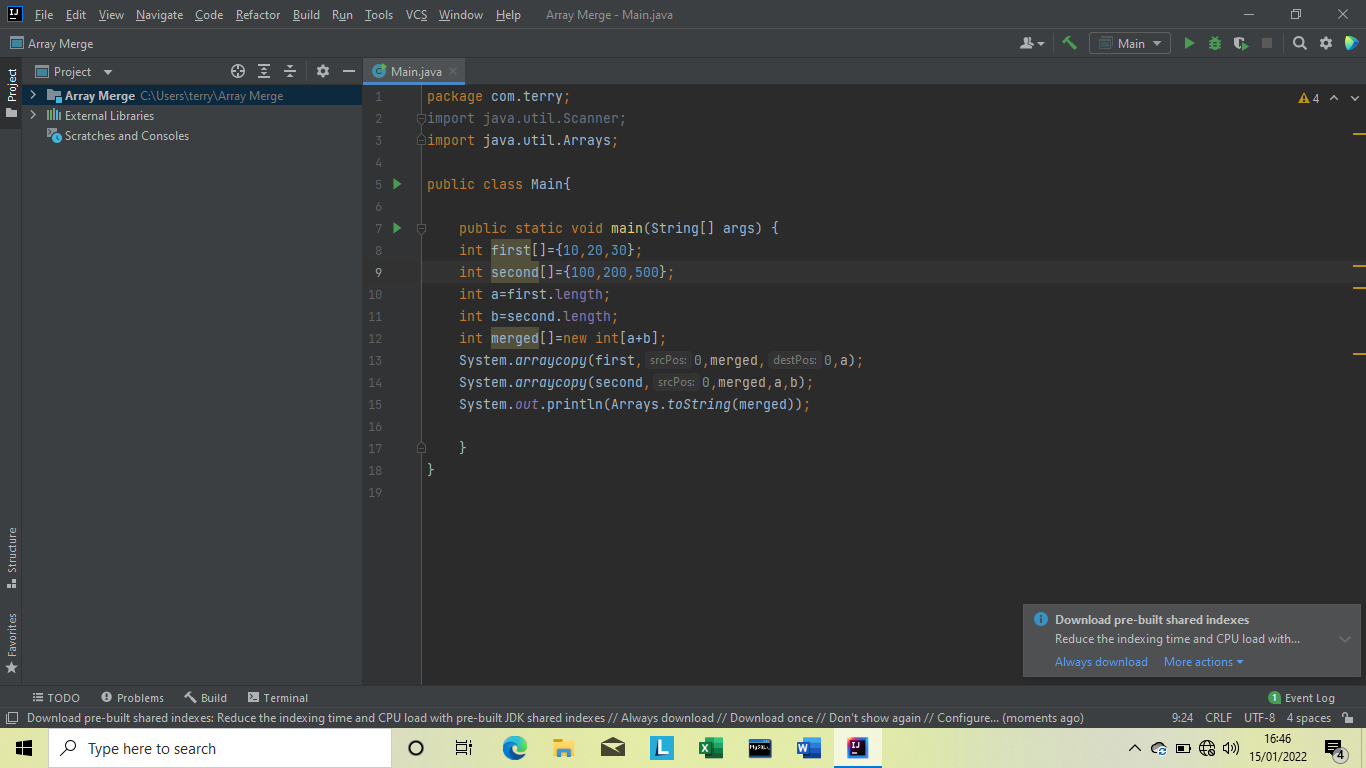 File Edit View Navigate Code Refactor Build Run Tools VCS Window Help Array Merge - Main.java
Array Merge Main
Project Main.java
Project
Array Merge C:\Users\terry\Array Merge
External Libraries
Scratches and Consoles
1 package com.terry;
2 import java.util.Scanner;
3 import java.util.Arrays;
4
5 public class Main{
6
7 public static void main(String[] args) {
8 int first[]={10,20,30};
9 int second[]={100,200,500};
10 int a=first.length;
11 int b=second.length;
12 int merged[]=new int[a+b];
13 System.arraycopy(first, srcPos: 0,merged, destPos: 0,a);
14 System.arraycopy(second, srcPos: 0,merged,a,b);
15 System.out.println(Arrays.toString(merged));
16
17 }
18 }
19
4
Structure
Favorites
Download pre-built shared indexes
Reduce the indexing time and CPU load with...
Always download More actions
TODO Problems Build Terminal 1 Event Log
Download pre-built shared indexes: Reduce the indexing time and CPU load with pre-built JDK shared indexes // Always download // Download once // Don't show again // Configure... (moments ago) 9:24 CRLF UTF-8 4 spaces
Type here to search
L
MySQL
16:46
15/01/2022
4